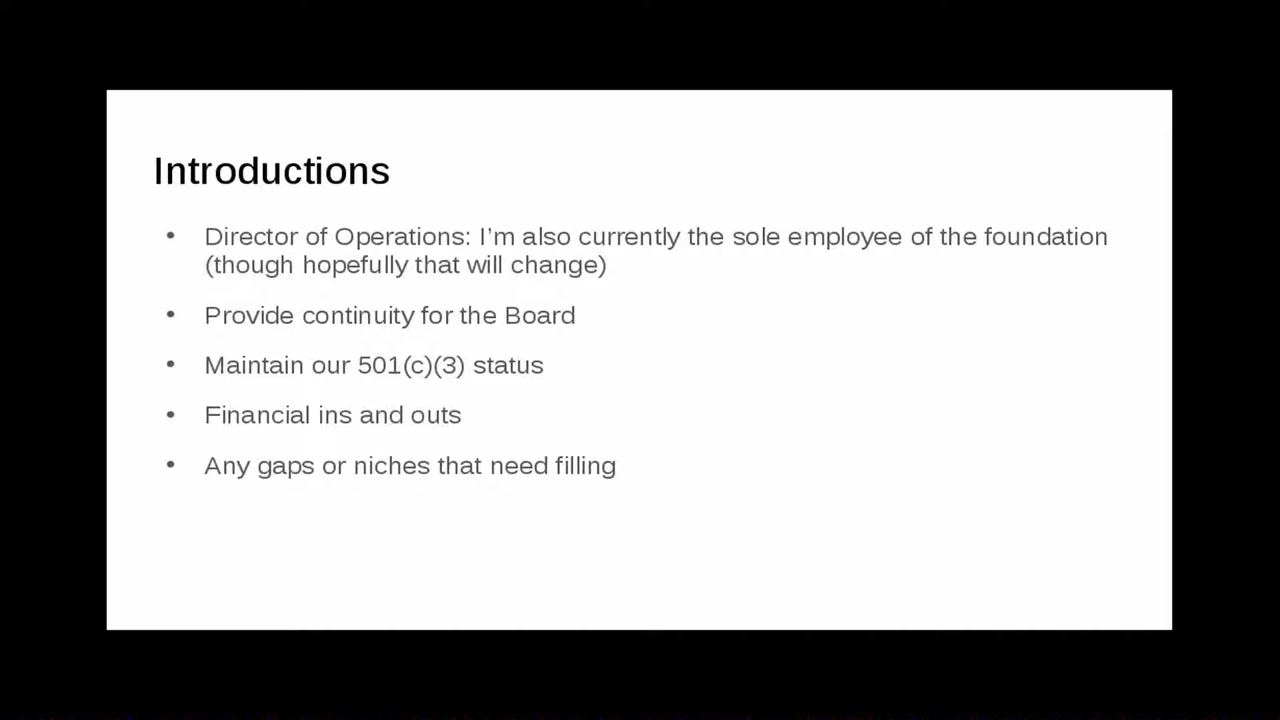 Introductions
• Director of Operations: I’m also currently the sole employee of the foundation
(though hopefully that will change)
• Provide continuity for the Board
• Maintain our 501(c)(3) status
• Financial ins and outs
• Any gaps or niches that need filling